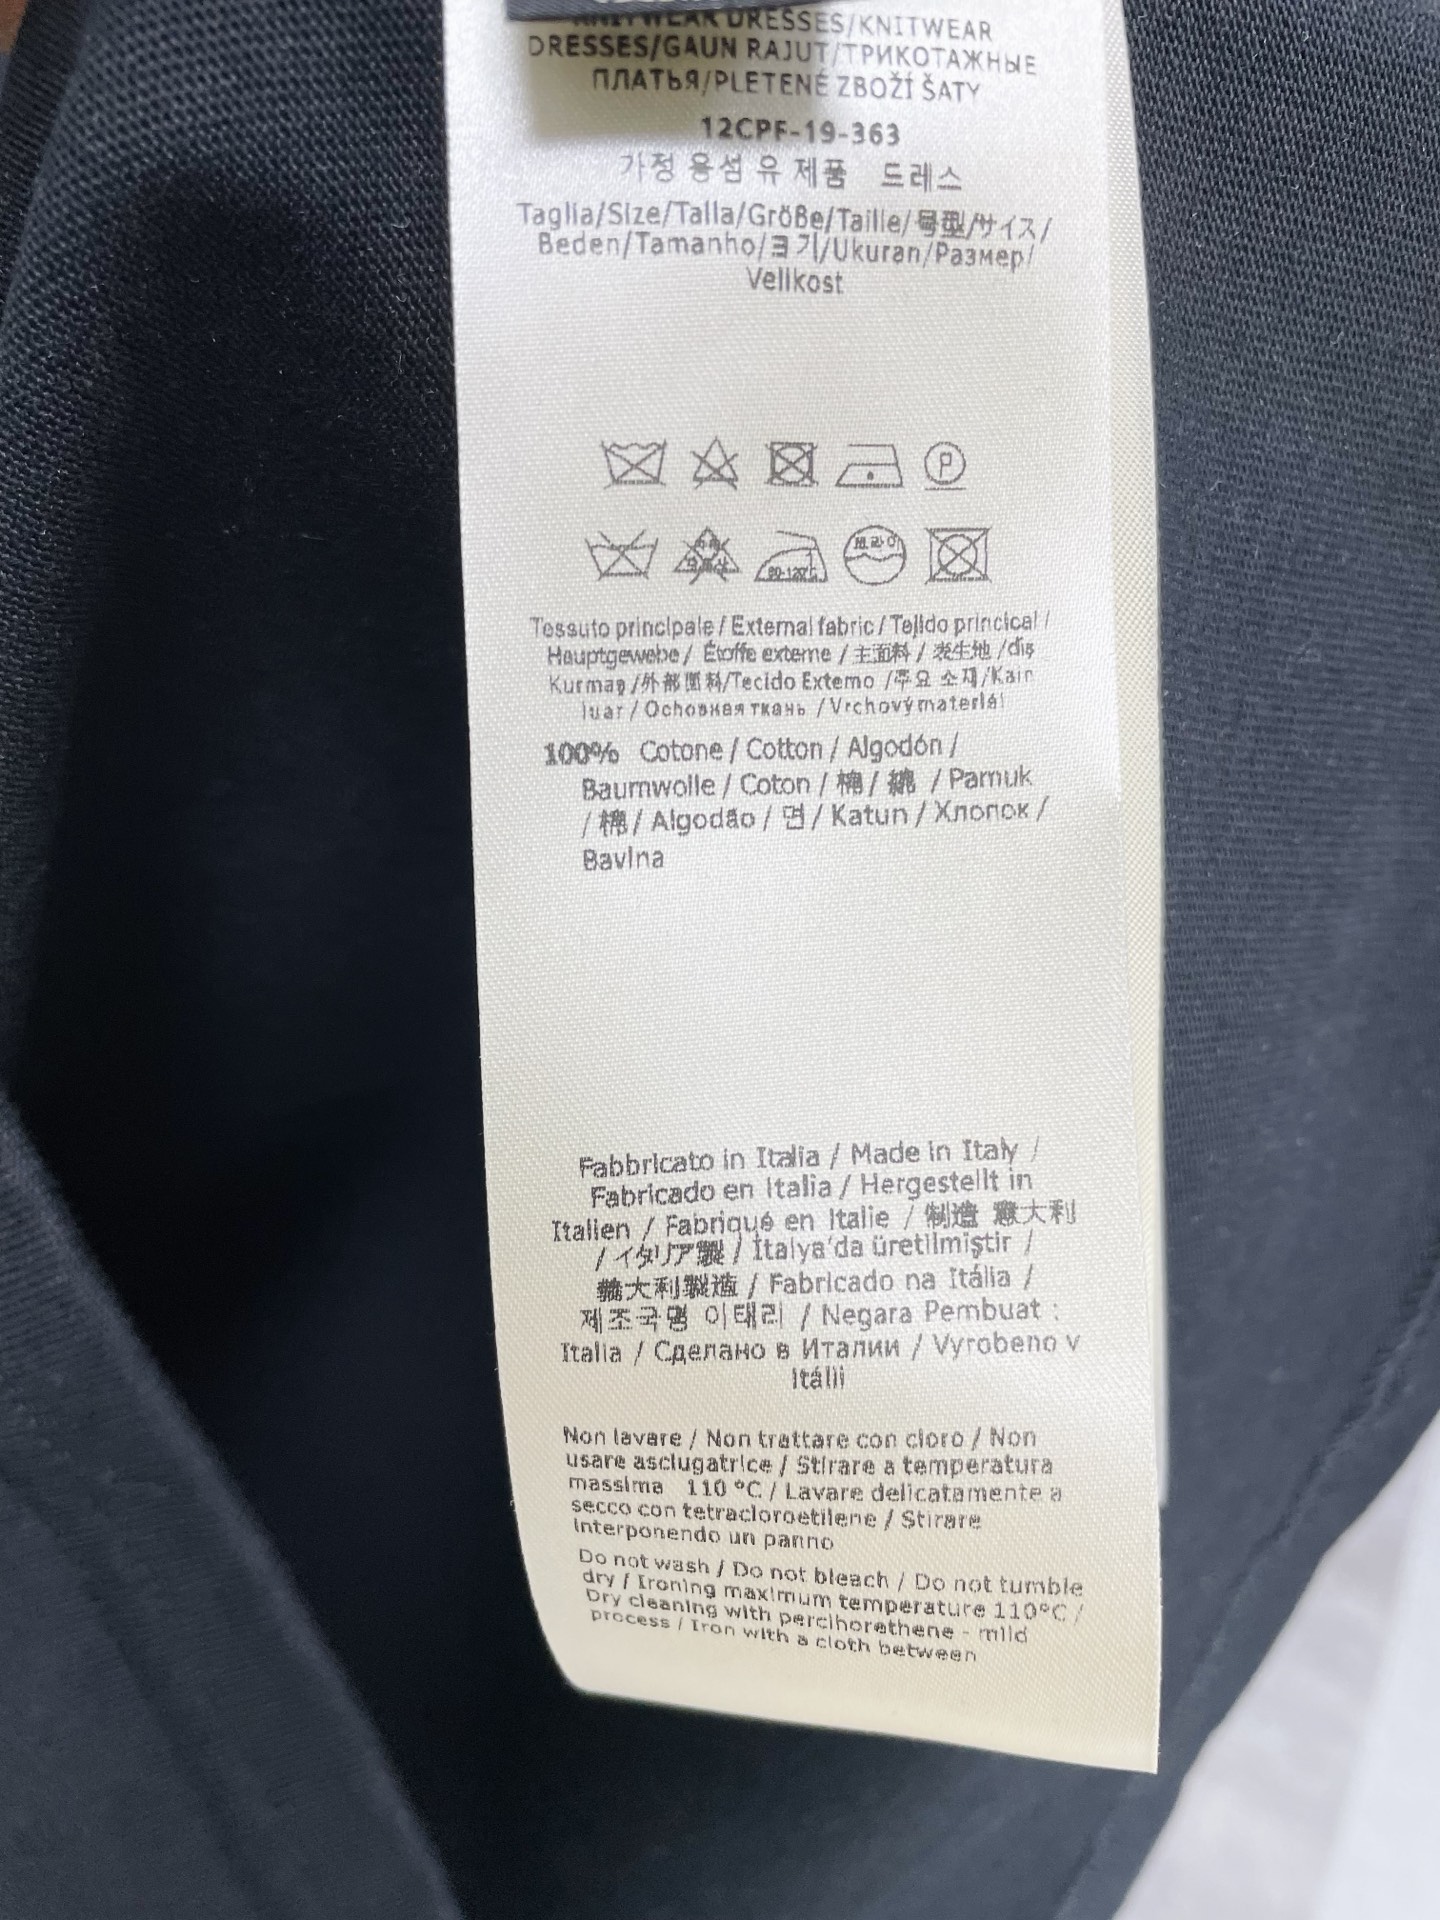 KNITWEAR DRESSES/KNITWEAR
DRESSES/GAUN RAJUT/ТРИКОТАЖНЫЕ
ПЛАТЬЯ/PLETENÉ ZBOŽÍ ŠATY
12CPF-19-363
가정 용섬 유 제품 드레스
Taglia/Size/Talla/Größe/Taille/号型/サイズ/
Beden/Tamanho/크기/Ukuran/Размер/
Velikost
P
80-120℃
Tessuto principale / External fabric / Tejido principal /
Hauptgewebe / Étoffe externe / 主面料 / 表生地 /dış
Kumaş /外部面料/Tecido Externo /주요 소재/Kain
luar / Основная ткань / Vrchový materiál
100% Cotone / Cotton / Algodón /
Baumwolle / Coton / 棉 / 綿 / Pamuk
/ 棉 / Algodão / 면 / Katun / Хлопок /
Bavlna
Fabbricato in Italia / Made in Italy /
Fabricado en Italia / Hergestellt in
Italien / Fabriqué en Italie / 制造 意大利
/ イタリア製 / İtalya'da üretilmiştir /
義大利製造 / Fabricado na Itália /
제조국명 이태리 / Negara Pembuat :
Italia / Сделано в Италии / Vyrobeno v
Itálii
Non lavare / Non trattare con cloro / Non
usare asciugatrice / Stirare a temperatura
massima 110 °C / Lavare delicatamente a
secco con tetracloroetilene / Stirare
interponendo un panno
Do not wash / Do not bleach / Do not tumble
dry / Ironing maximum temperature 110°C /
Dry cleaning with perclhorethene - mild
process / Iron with a cloth between